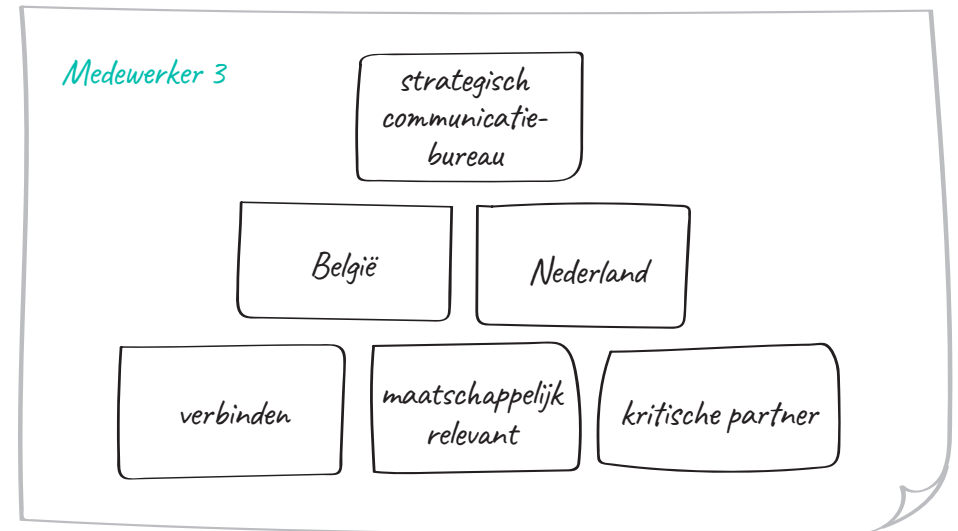 Medewerker 3
strategisch
communicatie-
bureau
België
Nederland
verbinden
maatschappelijk
relevant
kritische partner